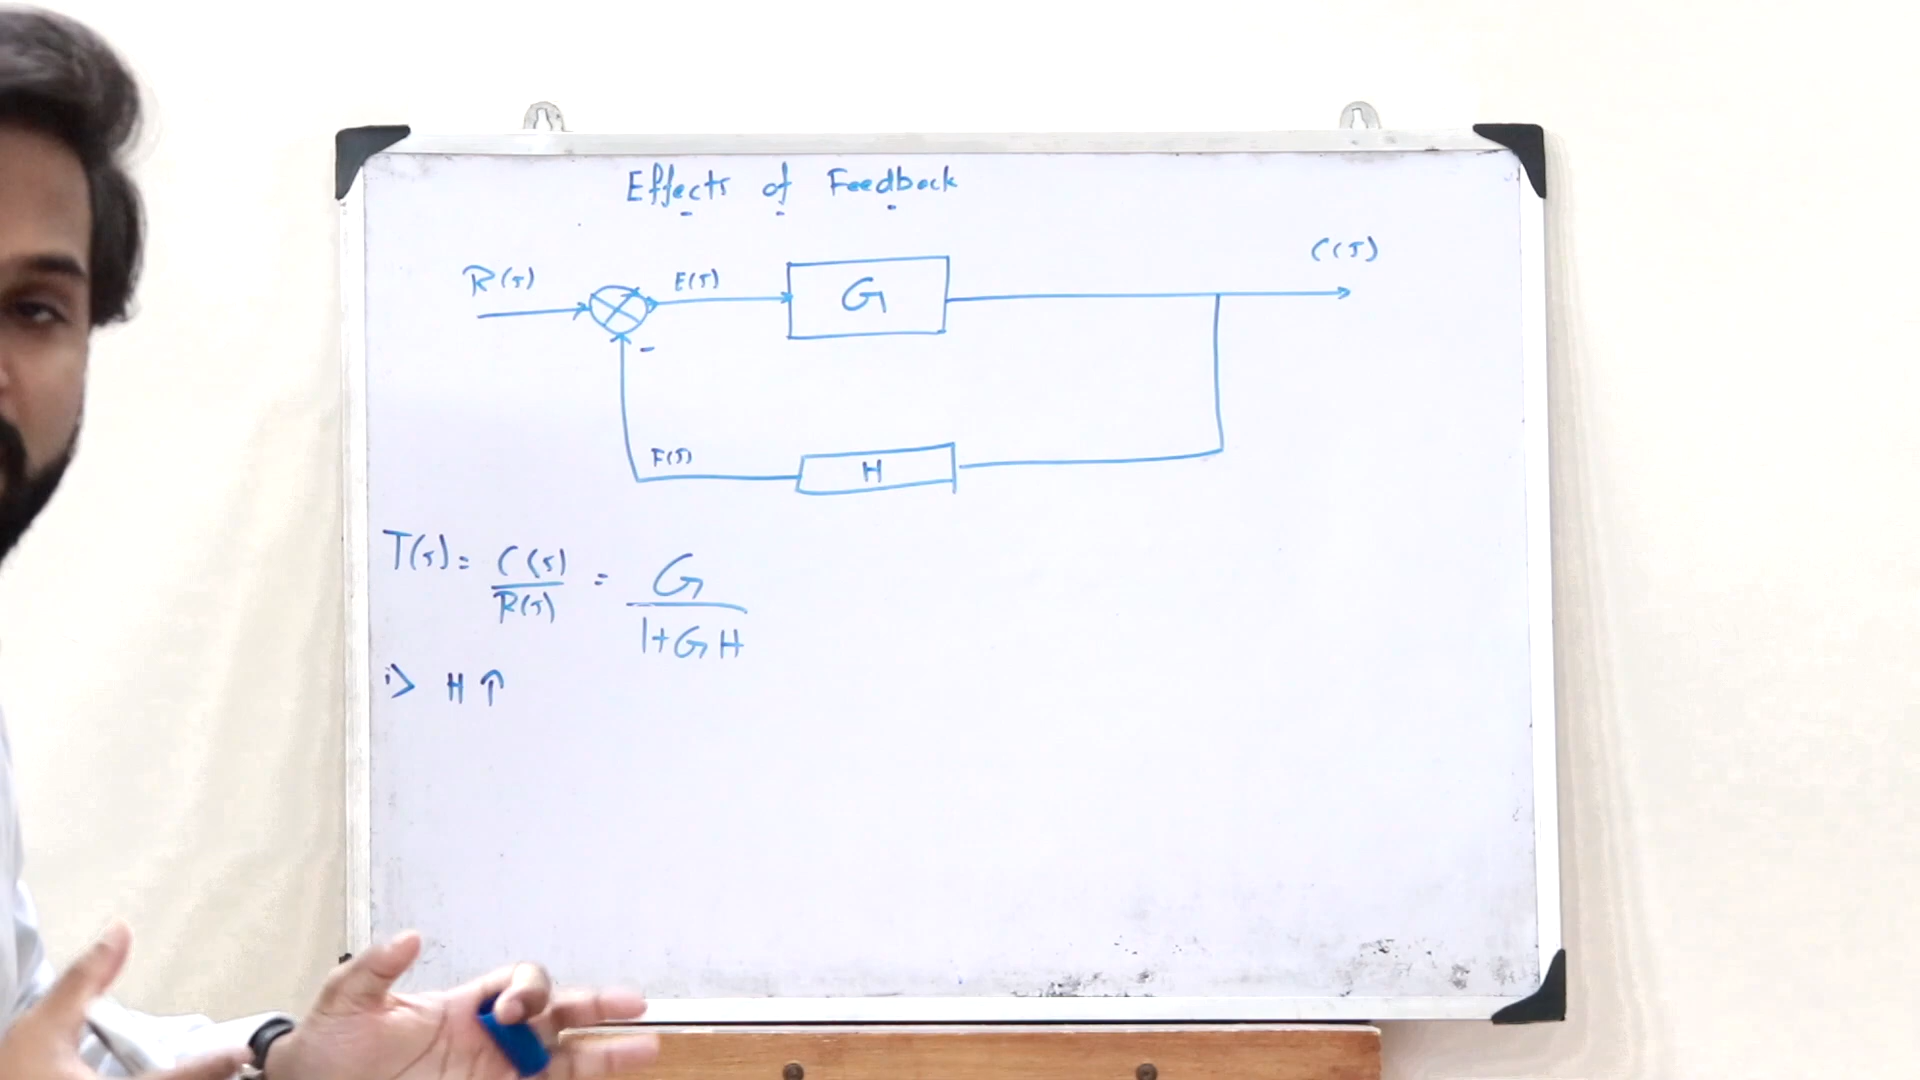 Effects of Feedback
R(s) E(s) G C(s)
-
F(s) H
T(s) = C(s)/R(s) = G/1+GH
i> H ↑